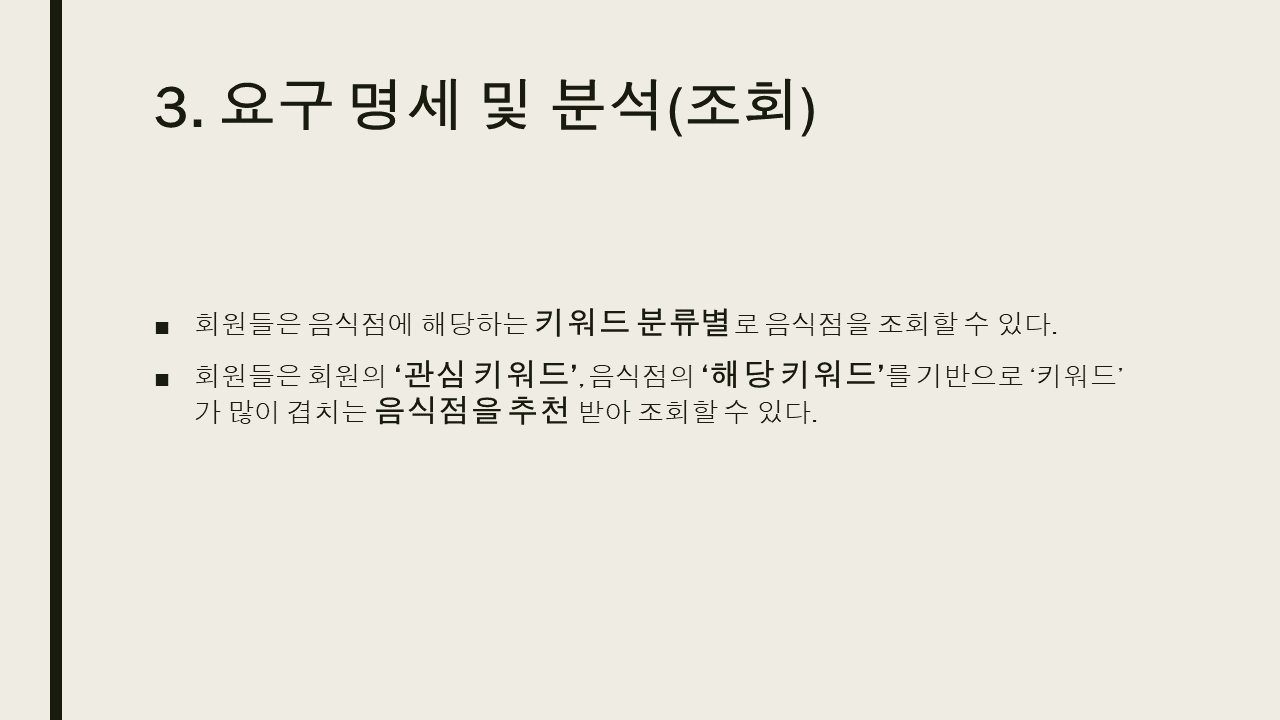 3. 요구 명세 및 분석(조회)
■ 회원들은 음식점에 해당하는 키워드 분류별로 음식점을 조회할 수 있다.
■ 회원들은 회원의 ‘관심 키워드’, 음식점의 ‘해당 키워드’를 기반으로 ‘키워드’
가 많이 겹치는 음식점을 추천 받아 조회할 수 있다.